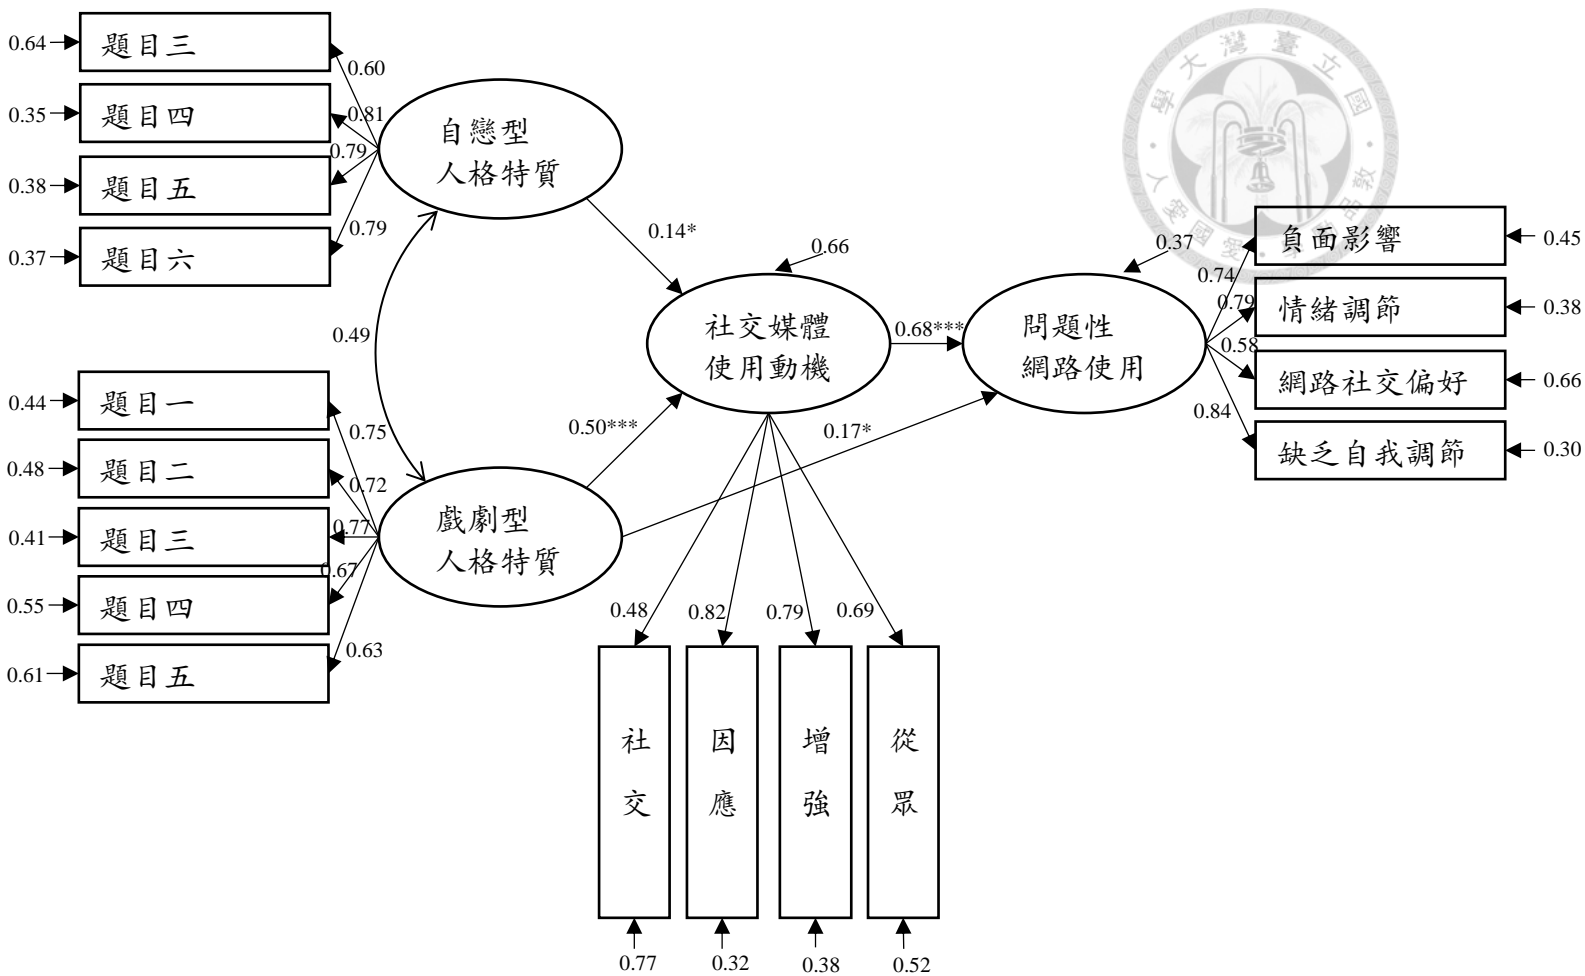 0.64
題目三
0.60
0.35
題目四
0.81
0.38
題目五
0.79
0.37
題目六
0.79
自戀型
人格特質
0.49
0.44
題目一
0.75
0.48
題目二
0.72
0.41
題目三
0.77
0.55
題目四
0.67
0.61
題目五
0.63
戲劇型
人格特質
0.14*
0.50***
0.66
社交媒體
使用動機
0.68***
0.17*
0.37
問題性
網路使用
0.74
負面影響
0.45
0.79
情緒調節
0.38
0.58
網路社交偏好
0.66
0.84
缺乏自我調節
0.30
0.48
0.82
0.79
0.69
社交
因應
增強
從眾
0.77
0.32
0.38
0.52
學大灣臺立國